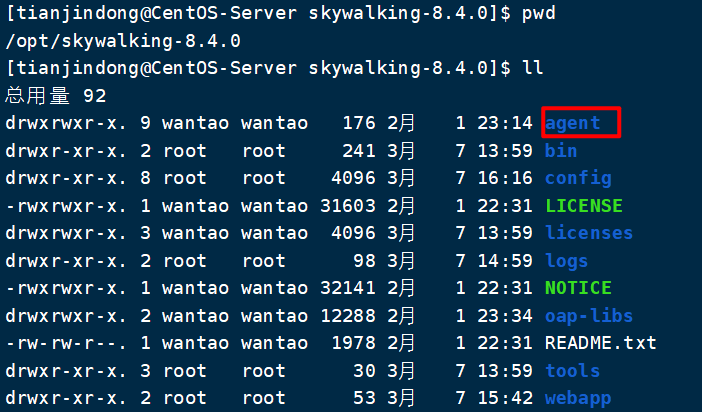 [tianjindong@CentOS-Server skywalking-8.4.0]$ pwd
/opt/skywalking-8.4.0
[tianjindong@CentOS-Server skywalking-8.4.0]$ ll
总用量 92
drwxrwxr-x. 9 wantao wantao   176 2月   1 23:14 agent
drwxr-xr-x. 2 root   root     241 3月   7 13:59 bin
drwxr-xr-x. 8 root   root    4096 3月   7 16:16 config
-rwxrwxr-x. 1 wantao wantao 31603 2月   1 22:31 LICENSE
drwxrwxr-x. 3 wantao wantao  4096 3月   7 13:59 licenses
drwxr-xr-x. 2 root   root      98 3月   7 14:59 logs
-rwxrwxr-x. 1 wantao wantao 32141 2月   1 22:31 NOTICE
drwxrwxr-x. 2 wantao wantao 12288 2月   1 23:34 oap-libs
-rw-rw-r--. 1 wantao wantao  1978 2月   1 22:31 README.txt
drwxr-xr-x. 3 root   root      30 3月   7 13:59 tools
drwxr-xr-x. 2 root   root      53 3月   7 15:42 webapp